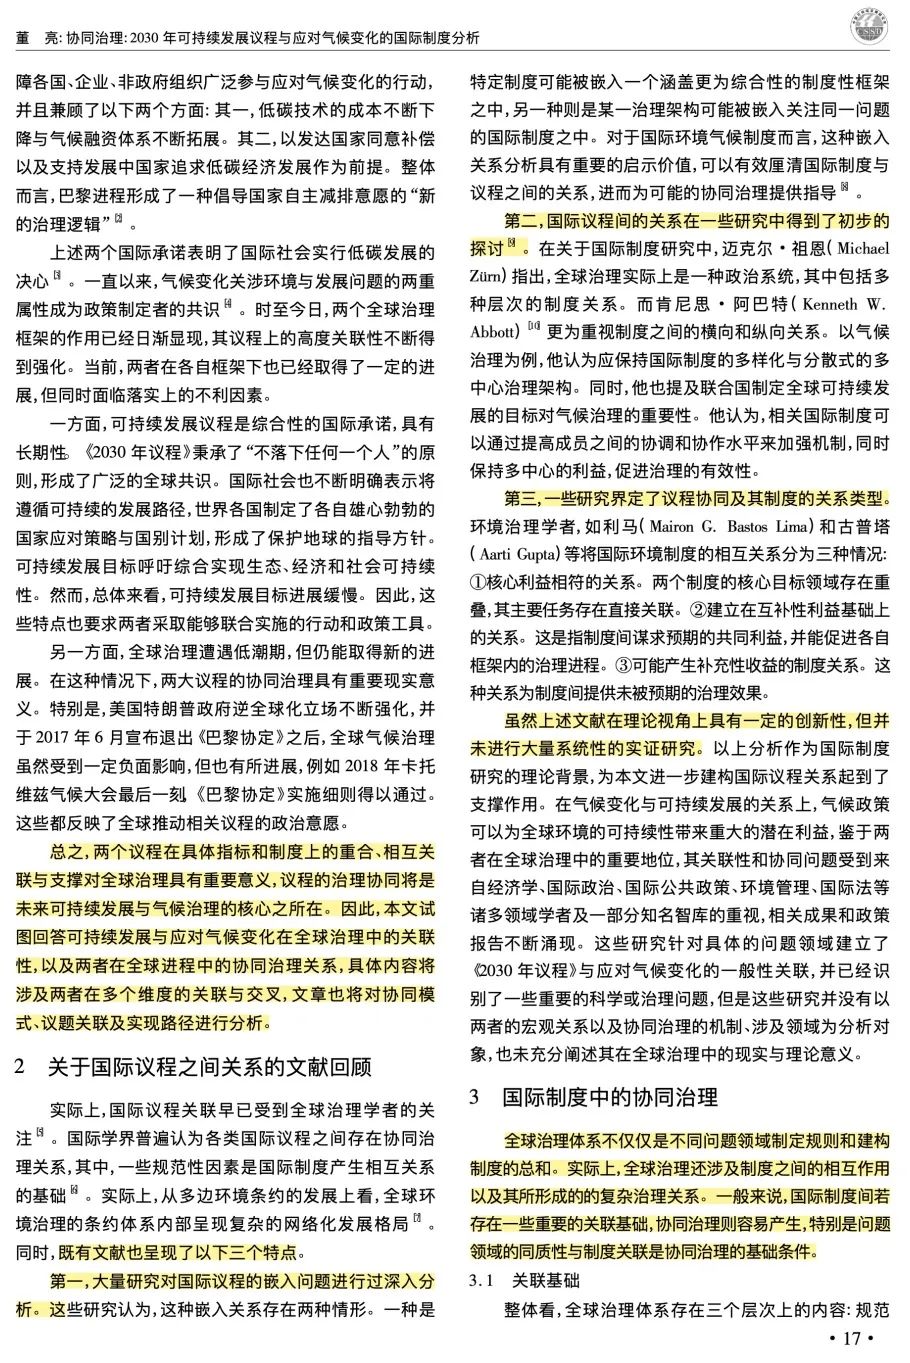 董　亮: 协同治理: 2030 年可持续发展议程与应对气候变化的国际制度分析
障各国、企业、非政府组织广泛参与应对气候变化的行动,
并且兼顾了以下两个方面: 其一, 低碳技术的成本不断下
降与气候融资体系不断拓展。其二, 以发达国家同意补偿
以及支持发展中国家追求低碳经济发展作为前提。整体
而言, 巴黎进程形成了一种倡导国家自主减排意愿的“新
的治理逻辑”[2]。
上述两个国际承诺表明了国际社会实行低碳发展的
决心[3]。一直以来, 气候变化关涉环境与发展问题的两重
属性成为政策制定者的共识[4]。时至今日, 两个全球治理
框架的作用已经日渐显现, 其议程上的高度关联性不断得
到强化。当前, 两者在各自框架下也已经取得了一定的进
展, 但同时面临落实上的不利因素。
一方面, 可持续发展议程是综合性的国际承诺, 具有
长期性。《2030 年议程》秉承了“不落下任何一个人”的原
则, 形成了广泛的全球共识。国际社会也不断明确表示将
遵循可持续的发展路径, 世界各国制定了各自雄心勃勃的
国家应对策略与国别计划, 形成了保护地球的指导方针。
可持续发展目标呼吁综合实现生态、经济和社会可持续
性。然而, 总体来看, 可持续发展目标进展缓慢。因此, 这
些特点也要求两者采取能够联合实施的行动和政策工具。
另一方面, 全球治理遭遇低潮期, 但仍能取得新的进
展。在这种情况下, 两大议程的协同治理具有重要现实意
义。特别是, 美国特朗普政府逆全球化立场不断强化, 并
于 2017 年 6 月宣布退出《巴黎协定》之后, 全球气候治理
虽然受到一定负面影响, 但也有所进展, 例如 2018 年卡托
维兹气候大会最后一刻,《巴黎协定》实施细则得以通过。
这些都反映了全球推动相关议程的政治意愿。
总之, 两个议程在具体指标和制度上的重合、相互关
联与支撑对全球治理具有重要意义, 议程的治理协同将是
未来可持续发展与气候治理的核心之所在。因此, 本文试
图回答可持续发展与应对气候变化在全球治理中的关联
性, 以及两者在全球进程中的协同治理关系, 具体内容将
涉及两者在多个维度的关联与交叉, 文章也将对协同模
式、议题关联及实现路径进行分析。
2　关于国际议程之间关系的文献回顾
实际上, 国际议程关联早已受到全球治理学者的关
注[5]。国际学界普遍认为各类国际议程之间存在协同治
理关系, 其中, 一些规范性因素是国际制度产生相互关系
的基础[6]。实际上, 从多边环境条约的发展上看, 全球环
境治理的条约体系内部呈现复杂的网络化发展格局[7]。
同时, 既有文献也呈现了以下三个特点。
第一, 大量研究对国际议程的嵌入问题进行过深入分
析。这些研究认为, 这种嵌入关系存在两种情形。一种是
特定制度可能被嵌入一个涵盖更为综合性的制度性框架
之中, 另一种则是某一治理架构可能被嵌入关注同一问题
的国际制度之中。对于国际环境气候制度而言, 这种嵌入
关系分析具有重要的启示价值, 可以有效厘清国际制度与
议程之间的关系, 进而为可能的协同治理提供指导[8]。
第二, 国际议程间的关系在一些研究中得到了初步的
探讨[9]。在关于国际制度研究中, 迈克尔·祖恩( Michael
Zürn) 指出, 全球治理实际上是一种政治系统, 其中包括多
种层次的制度关系。而肯尼思·阿巴特( Kenneth W.
Abbott) [10] 更为重视制度之间的横向和纵向关系。以气候
治理为例, 他认为应保持国际制度的多样化与分散式的多
中心治理架构。同时, 他也提及联合国制定全球可持续发
展的目标对气候治理的重要性。他认为, 相关国际制度可
以通过提高成员之间的协调和协作水平来加强机制, 同时
保持多中心的利益, 促进治理的有效性。
第三, 一些研究界定了议程协同及其制度的关系类型。
环境治理学者, 如利马( Mairon G. Bastos Lima) 和古普塔
( Aarti Gupta) 等将国际环境制度的相互关系分为三种情况:
①核心利益相符的关系。两个制度的核心目标领域存在重
叠, 其主要任务存在直接关联。②建立在互补性利益基础上
的关系。这是指制度间谋求预期的共同利益, 并能促进各自
框架内的治理进程。③可能产生补充性收益的制度关系。这
种关系为制度间提供未被预期的治理效果。
虽然上述文献在理论视角上具有一定的创新性, 但并
未进行大量系统性的实证研究。以上分析作为国际制度
研究的理论背景, 为本文进一步建构国际议程关系起到了
支撑作用。在气候变化与可持续发展的关系上, 气候政策
可以为全球环境的可持续性带来重大的潜在利益, 鉴于两
者在全球治理中的重要地位, 其关联性和协同问题受到来
自经济学、国际政治、国际公共政策、环境管理、国际法等
诸多领域学者及一部分知名智库的重视, 相关成果和政策
报告不断涌现。这些研究针对具体的问题领域建立了
《2030 年议程》与应对气候变化的一般性关联, 并已经识
别了一些重要的科学或治理问题, 但是这些研究并没有以
两者的宏观关系以及协同治理的机制、涉及领域为分析对
象, 也未充分阐述其在全球治理中的现实与理论意义。
3　国际制度中的协同治理
全球治理体系不仅仅是不同问题领域制定规则和建构
制度的总和。实际上, 全球治理还涉及制度之间的相互作用
以及其所形成的的复杂治理关系。一般来说, 国际制度间若
存在一些重要的关联基础, 协同治理则容易产生, 特别是问题
领域的同质性与制度关联是协同治理的基础条件。
3.1　关联基础
整体看, 全球治理体系存在三个层次上的内容: 规范
· 17 ·